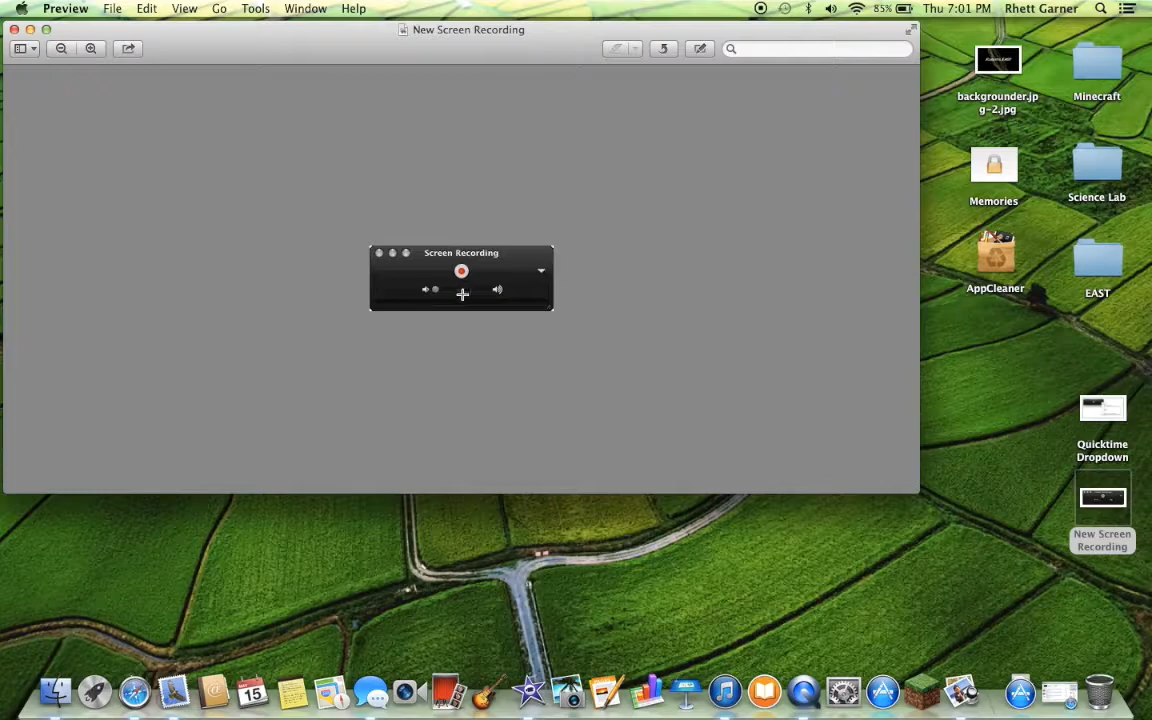 Preview File Edit View Go Tools Window Help 85% Thu 7:01 PM Rhett Garner
New Screen Recording
Screen Recording
backgrounder.jp
g-2.jpg
Minecraft
Memories
Science Lab
AppCleaner
EAST
Quicktime
Dropdown
New Screen
Recording
15